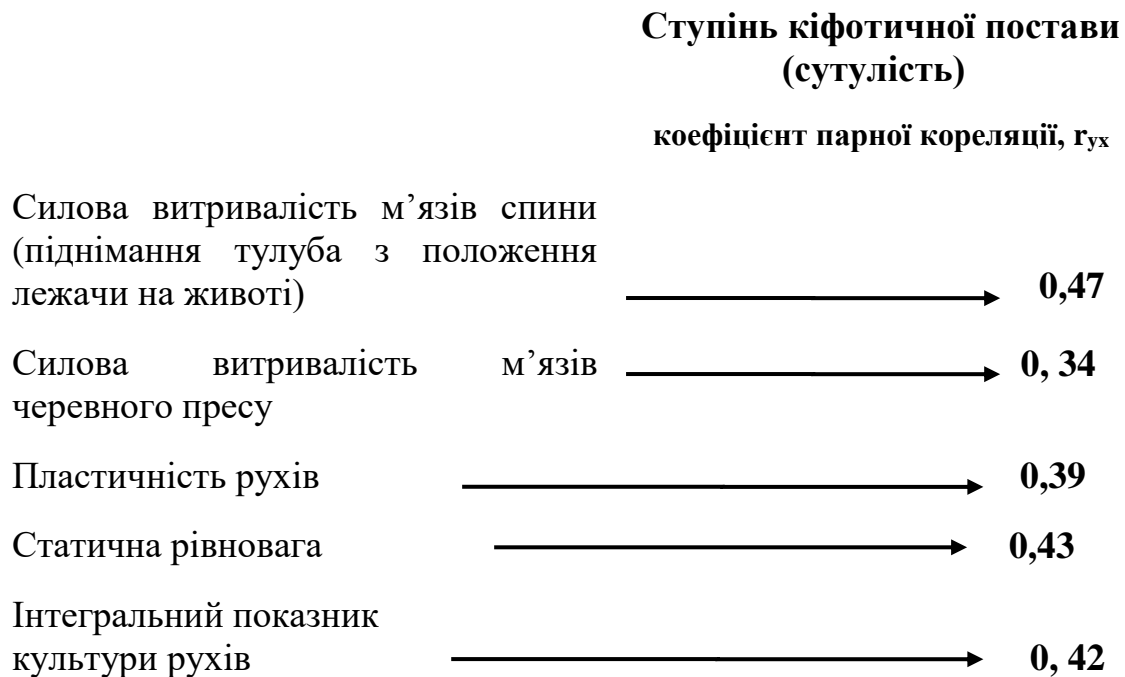 Ступінь кіфотичної постави
(сутулість)
коефіцієнт парної кореляції, rух
Силова витривалість м’язів спини
(піднімання тулуба з положення
лежачи на животі)
0,47
Силова витривалість м’язів
черевного пресу
0, 34
Пластичність рухів
0,39
Статична рівновага
0,43
Інтегральний показник
культури рухів
0, 42